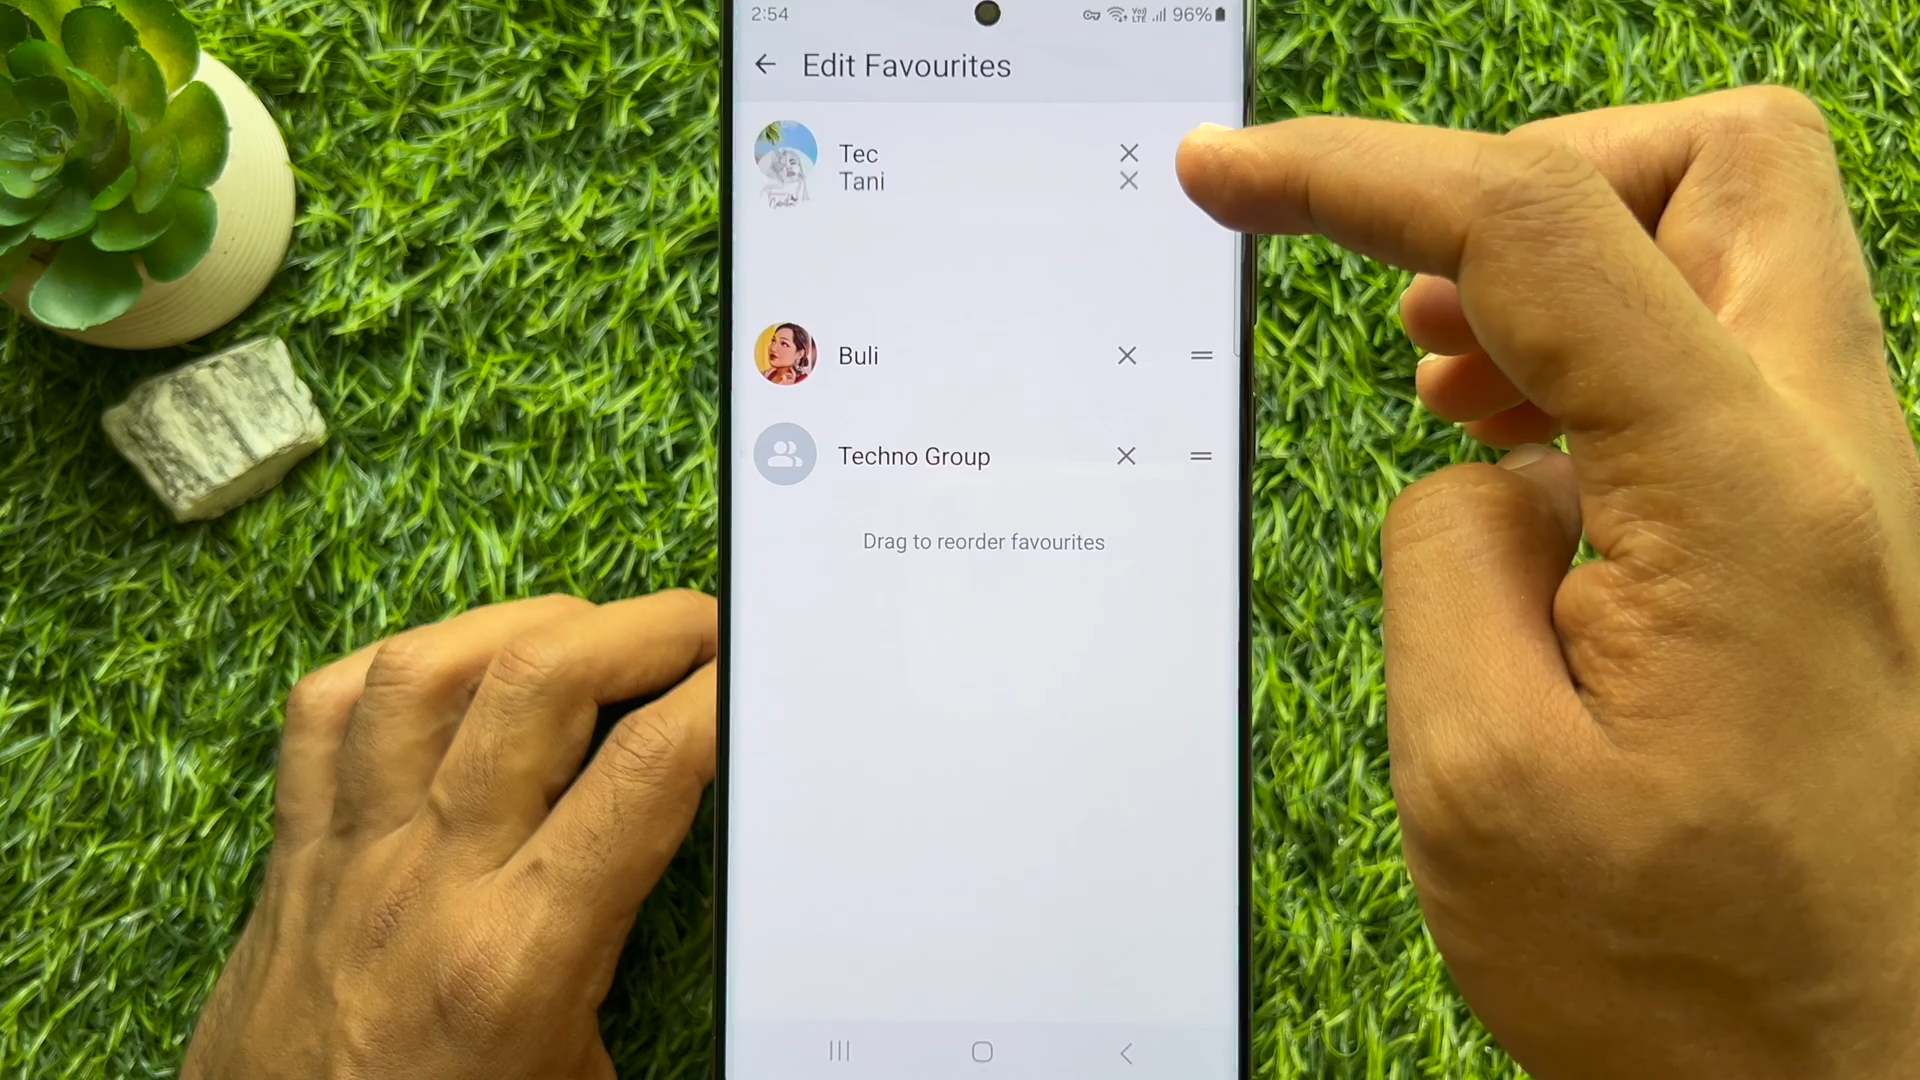 2:54 96%
Edit Favourites
Tec
Tani
Buli
Techno Group
Drag to reorder favourites